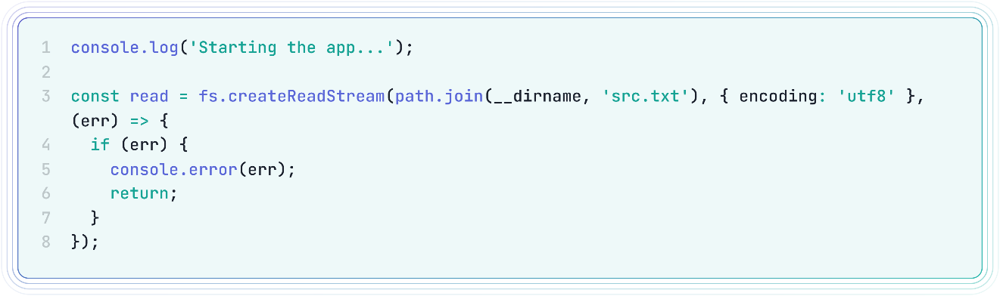 1 console.log('Starting the app...');
2
3 const read = fs.createReadStream(path.join(__dirname, 'src.txt'), { encoding: 'utf8' },
(err) => {
4   if (err) {
5     console.error(err);
6     return;
7   }
8 });